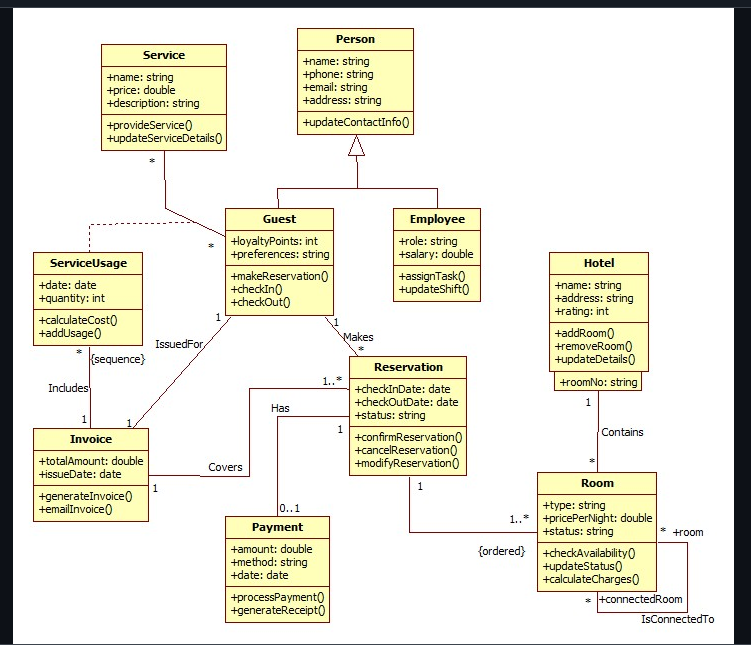 Person
+name: string
+phone: string
+email: string
+address: string
+updateContactInfo()
Service
+name: string
+price: double
+description: string
+provideService()
+updateServiceDetails()
*
*
Guest
+loyaltyPoints: int
+preferences: string
+makeReservation()
+checkIn()
+checkOut()
Employee
+role: string
+salary: double
+assignTask()
+updateShift()
ServiceUsage
+date: date
+quantity: int
+calculateCost()
+addUsage()
Hotel
+name: string
+address: string
+rating: int
+addRoom()
+removeRoom()
+updateDetails()
+roomNo: string
1
IssuedFor
1
1
Makes
*
* {sequence}
Includes
1
Reservation
+checkInDate: date
+checkOutDate: date
+status: string
+confirmReservation()
+cancelReservation()
+modifyReservation()
1..*
Has
1
1
Contains
*
Invoice
+totalAmount: double
+issueDate: date
+generateInvoice()
+emailInvoice()
Covers
1
0..1
1
1..*
{ordered}
Room
+type: string
+pricePerNight: double
+status: string
+checkAvailability()
+updateStatus()
+calculateCharges()
* +room
* +connectedRoom
IsConnectedTo
Payment
+amount: double
+method: string
+date: date
+processPayment()
+generateReceipt()